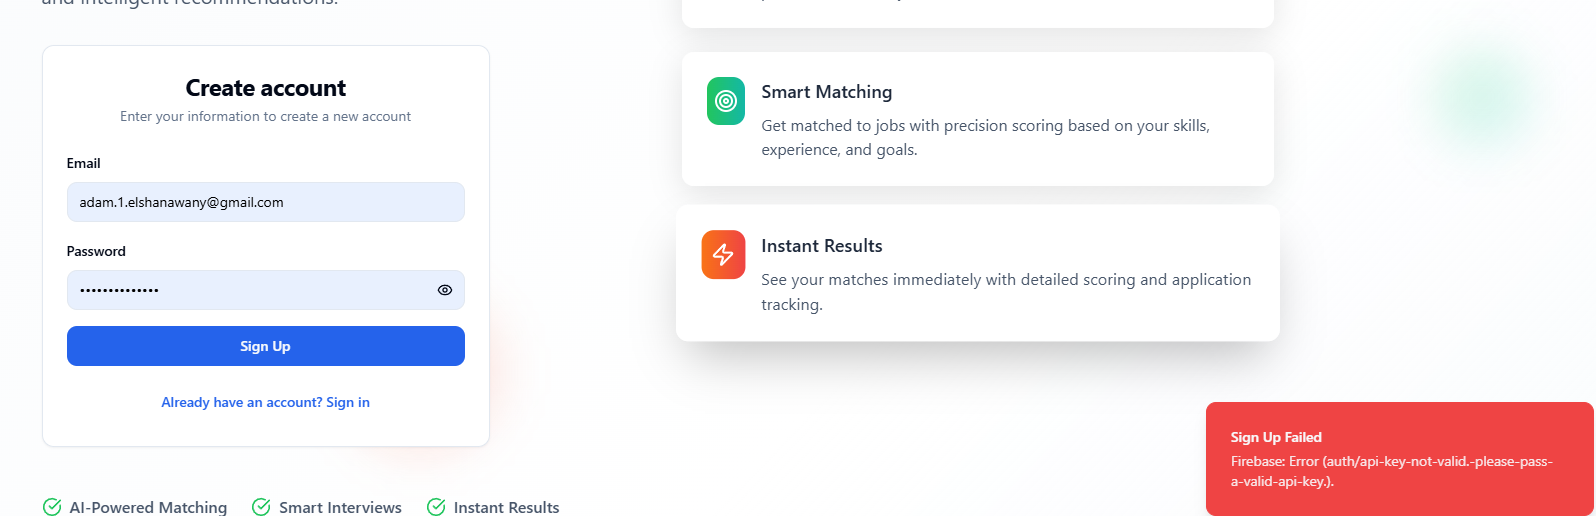 and intelligent recommendations.
Create account
Enter your information to create a new account
Email
adam.1.elshanawany@gmail.com
Password
••••••••••••••
Sign Up
Already have an account? Sign in
AI-Powered Matching
Smart Interviews
Instant Results
Smart Matching
Get matched to jobs with precision scoring based on your skills,
experience, and goals.
Instant Results
See your matches immediately with detailed scoring and application
tracking.
Sign Up Failed
Firebase: Error (auth/api-key-not-valid.-please-pass-
a-valid-api-key.).